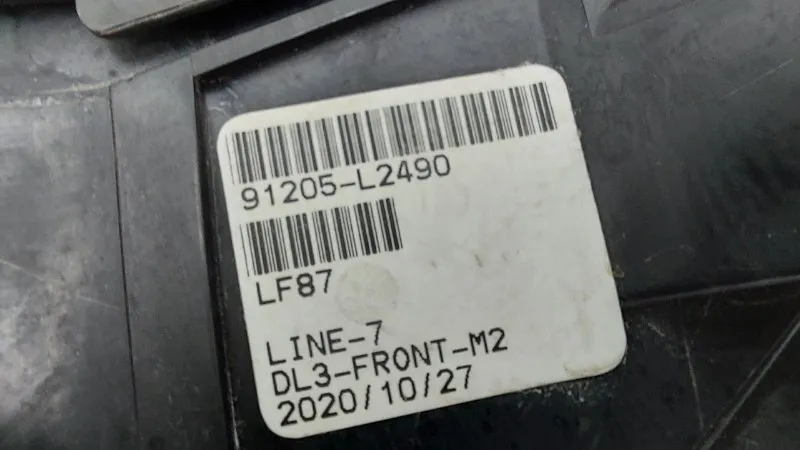 91205-L2490
LF87
LINE-7
DL3-FRONT-M2
2020/10/27